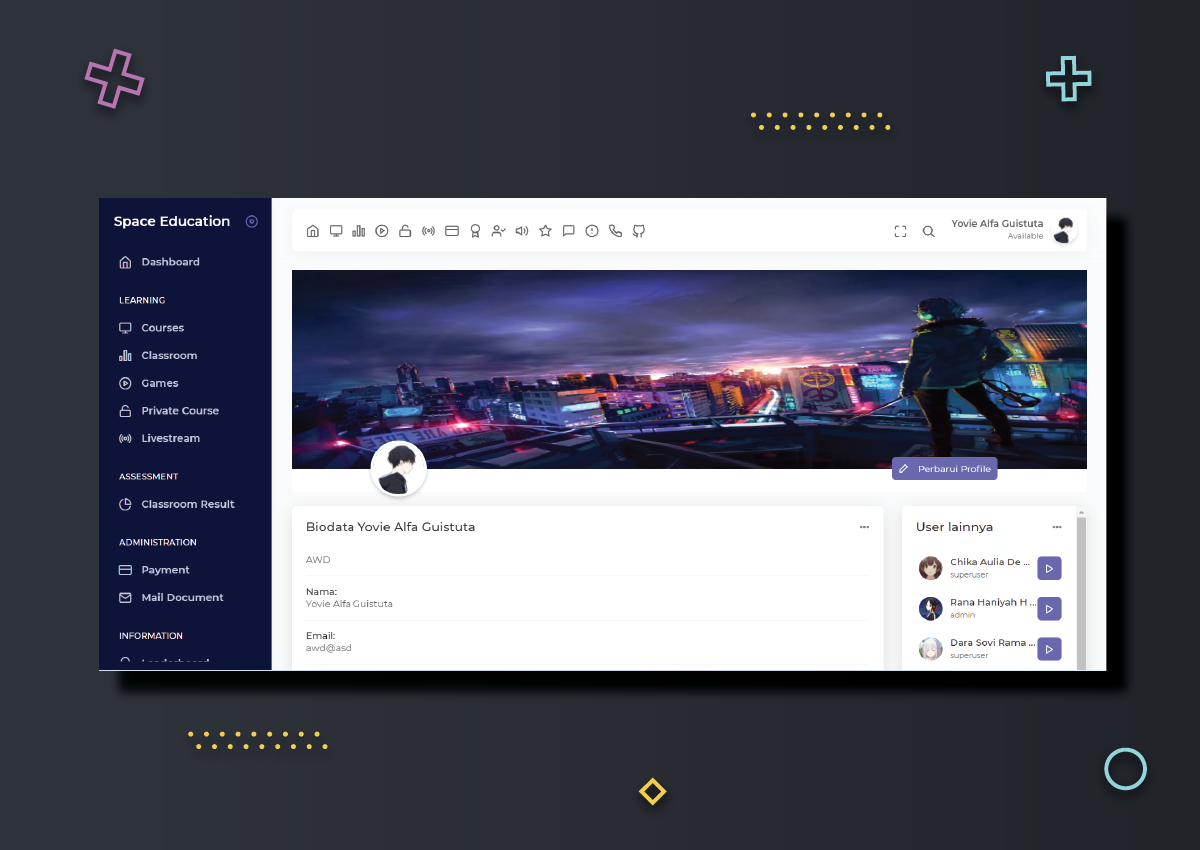 Space Education
Dashboard
LEARNING
Courses
Classroom
Games
Private Course
Livestream
ASSESSMENT
Classroom Result
ADMINISTRATION
Payment
Mail Document
INFORMATION
Leaderboard
Yovie Alfa Guistuta
Available
Perbarui Profile
Biodata Yovie Alfa Guistuta
AWD
Nama:
Yovie Alfa Guistuta
Email:
awd@asd
User lainnya
Chika Aulia De ...
superuser
Rana Haniyah H ...
admin
Dara Sovi Rama ...
superuser